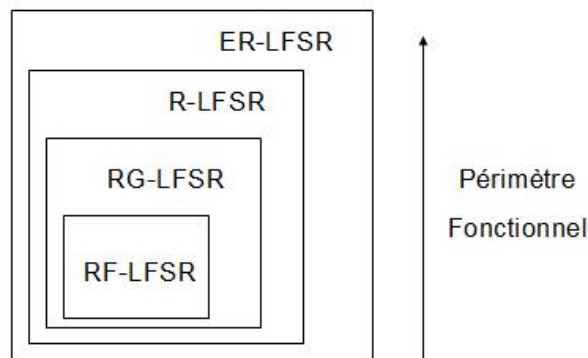 ER-LFSR
R-LFSR
RG-LFSR
RF-LFSR
Périmètre
Fonctionnel